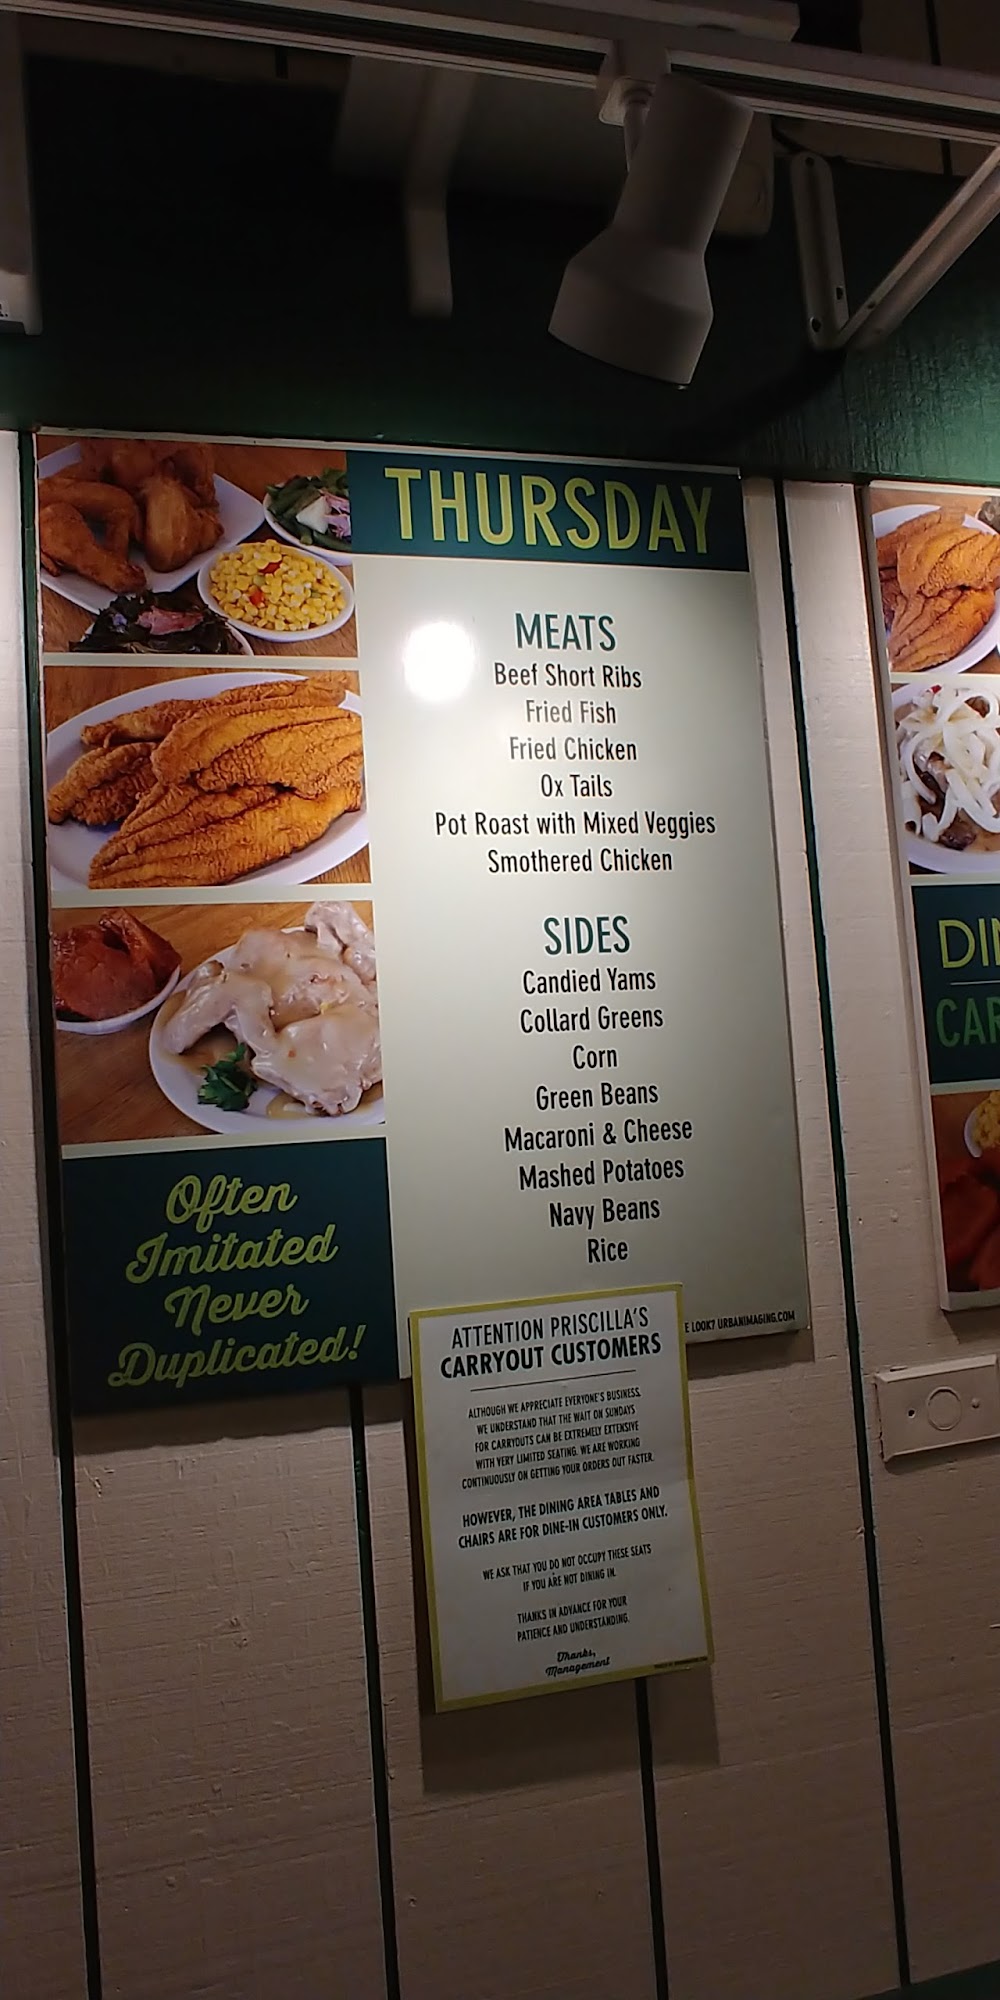 THURSDAY
MEATS
Beef Short Ribs
Fried Fish
Fried Chicken
Ox Tails
Pot Roast with Mixed Veggies
Smothered Chicken
SIDES
Candied Yams
Collard Greens
Corn
Green Beans
Macaroni & Cheese
Mashed Potatoes
Navy Beans
Rice
Often
Imitated
Never
Duplicated!
E LOOK? URBANIMAGING.COM
ATTENTION PRISCILLA'S
CARRYOUT CUSTOMERS
ALTHOUGH WE APPRECIATE EVERYONE'S BUSINESS,
WE UNDERSTAND THAT THE WAIT ON SUNDAYS
FOR CARRYOUTS CAN BE EXTREMELY EXTENSIVE
WITH VERY LIMITED SEATING. WE ARE WORKING
CONTINUOUSLY ON GETTING YOUR ORDERS OUT FASTER.
HOWEVER, THE DINING AREA TABLES AND
CHAIRS ARE FOR DINE-IN CUSTOMERS ONLY.
WE ASK THAT YOU DO NOT OCCUPY THESE SEATS
IF YOU ARE NOT DINING IN.
THANKS IN ADVANCE FOR YOUR
PATIENCE AND UNDERSTANDING.
Thanks,
Management
DIN
CAR